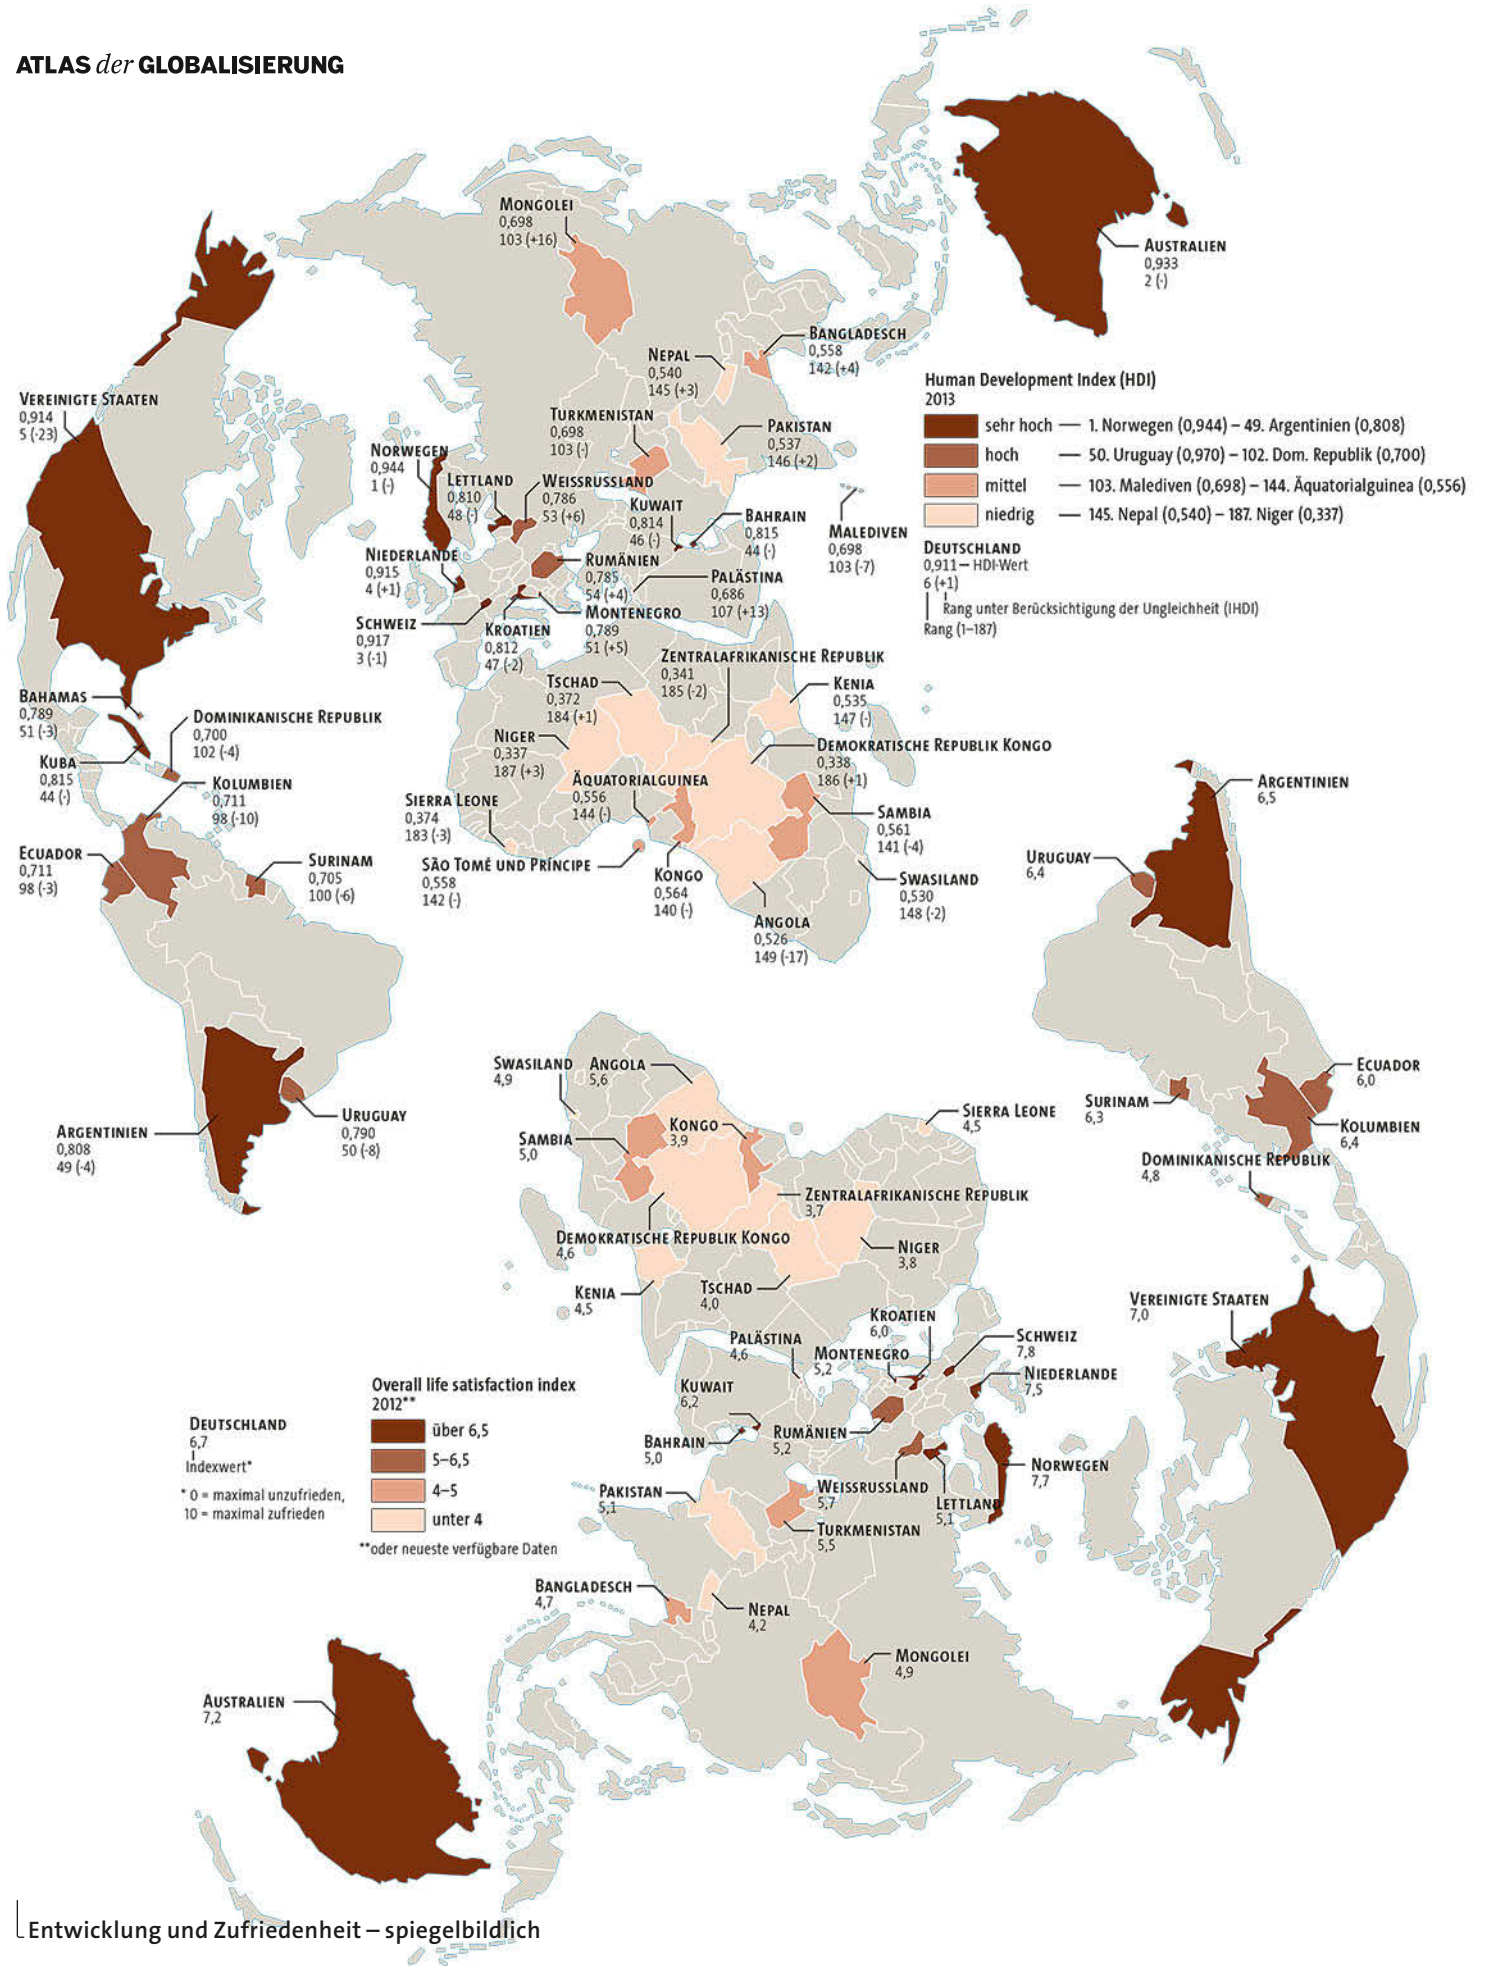 ATLAS der GLOBALISIERUNG
MONGOLEI
0,698
103 (+16)
AUSTRALIEN
0,933
2 (-)
BANGLADESCH
0,558
142 (+4)
NEPAL
0,540
145 (+3)
Human Development Index (HDI)
2013
sehr hoch — 1. Norwegen (0,944) – 49. Argentinien (0,808)
hoch — 50. Uruguay (0,970) – 102. Dom. Republik (0,700)
mittel — 103. Malediven (0,698) – 144. Äquatorialguinea (0,556)
niedrig — 145. Nepal (0,540) – 187. Niger (0,337)
DEUTSCHLAND
0,911 – HDI-Wert
6 (+1)
Rang unter Berücksichtigung der Ungleichheit (IHDI)
Rang (1–187)
VEREINIGTE STAATEN
0,914
5 (-23)
TURKMENISTAN
0,698
103 (-)
PAKISTAN
0,537
146 (+2)
NORWEGEN
0,944
1 (-)
LETTLAND
0,810
48 (-)
WEISSRUSSLAND
0,786
53 (+6)
KUWAIT
0,814
46 (-)
BAHRAIN
0,815
44 (-)
MALEDIVEN
0,698
103 (-7)
NIEDERLANDE
0,915
4 (+1)
RUMÄNIEN
0,785
54 (+4)
PALÄSTINA
0,686
107 (+13)
SCHWEIZ
0,917
3 (-1)
KROATIEN
0,812
47 (-2)
MONTENEGRO
0,789
51 (+5)
ZENTRALAFRIKANISCHE REPUBLIK
0,341
185 (-2)
TSCHAD
0,372
184 (+1)
KENIA
0,535
147 (-)
BAHAMAS
0,789
51 (-3)
DOMINIKANISCHE REPUBLIK
0,700
102 (-4)
NIGER
0,337
187 (+3)
DEMOKRATISCHE REPUBLIK KONGO
0,338
186 (+1)
KUBA
0,815
44 (-)
KOLUMBIEN
0,711
98 (-10)
ÄQUATORIALGUINEA
0,556
144 (-)
SIERRA LEONE
0,374
183 (-3)
SAMBIA
0,561
141 (-4)
ECUADOR
0,711
98 (-3)
SURINAM
0,705
100 (-6)
SÃO TOMÉ UND PRÍNCIPE
0,558
142 (-)
KONGO
0,564
140 (-)
SWASILAND
0,530
148 (-2)
ANGOLA
0,526
149 (-17)
ARGENTINIEN
0,808
49 (-4)
URUGUAY
0,790
50 (-8)
ARGENTINIEN
6,5
URUGUAY
6,4
ECUADOR
6,0
SURINAM
6,3
KOLUMBIEN
6,4
DOMINIKANISCHE REPUBLIK
4,8
SWASILAND
4,9
ANGOLA
5,6
SIERRA LEONE
4,5
SAMBIA
5,0
KONGO
3,9
ZENTRALAFRIKANISCHE REPUBLIK
3,7
DEMOKRATISCHE REPUBLIK KONGO
4,6
NIGER
3,8
KENIA
4,5
TSCHAD
4,0
VEREINIGTE STAATEN
7,0
KROATIEN
6,0
PALÄSTINA
4,6
MONTENEGRO
5,2
SCHWEIZ
7,8
NIEDERLANDE
7,5
KUWAIT
6,2
RUMÄNIEN
5,2
BAHRAIN
5,0
NORWEGEN
7,7
Overall life satisfaction index
2012**
über 6,5
5–6,5
4–5
unter 4
**oder neueste verfügbare Daten
DEUTSCHLAND
6,7
Indexwert*
* 0 = maximal unzufrieden,
10 = maximal zufrieden
PAKISTAN
5,1
WEISSRUSSLAND
5,7
LETTLAND
5,1
TURKMENISTAN
5,5
BANGLADESCH
4,7
NEPAL
4,2
MONGOLEI
4,9
AUSTRALIEN
7,2
Entwicklung und Zufriedenheit – spiegelbildlich